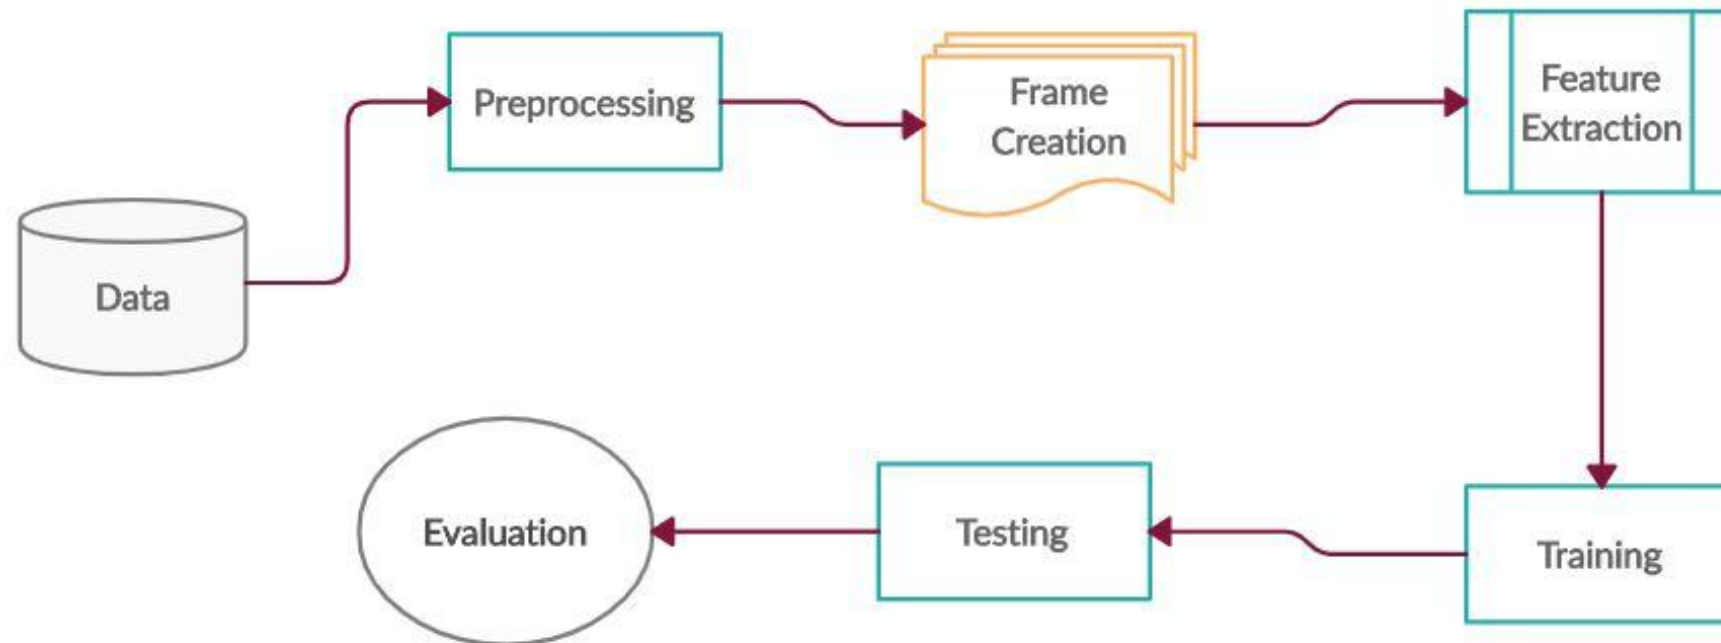 Data
Preprocessing
Frame
Creation
Feature
Extraction
Training
Testing
Evaluation